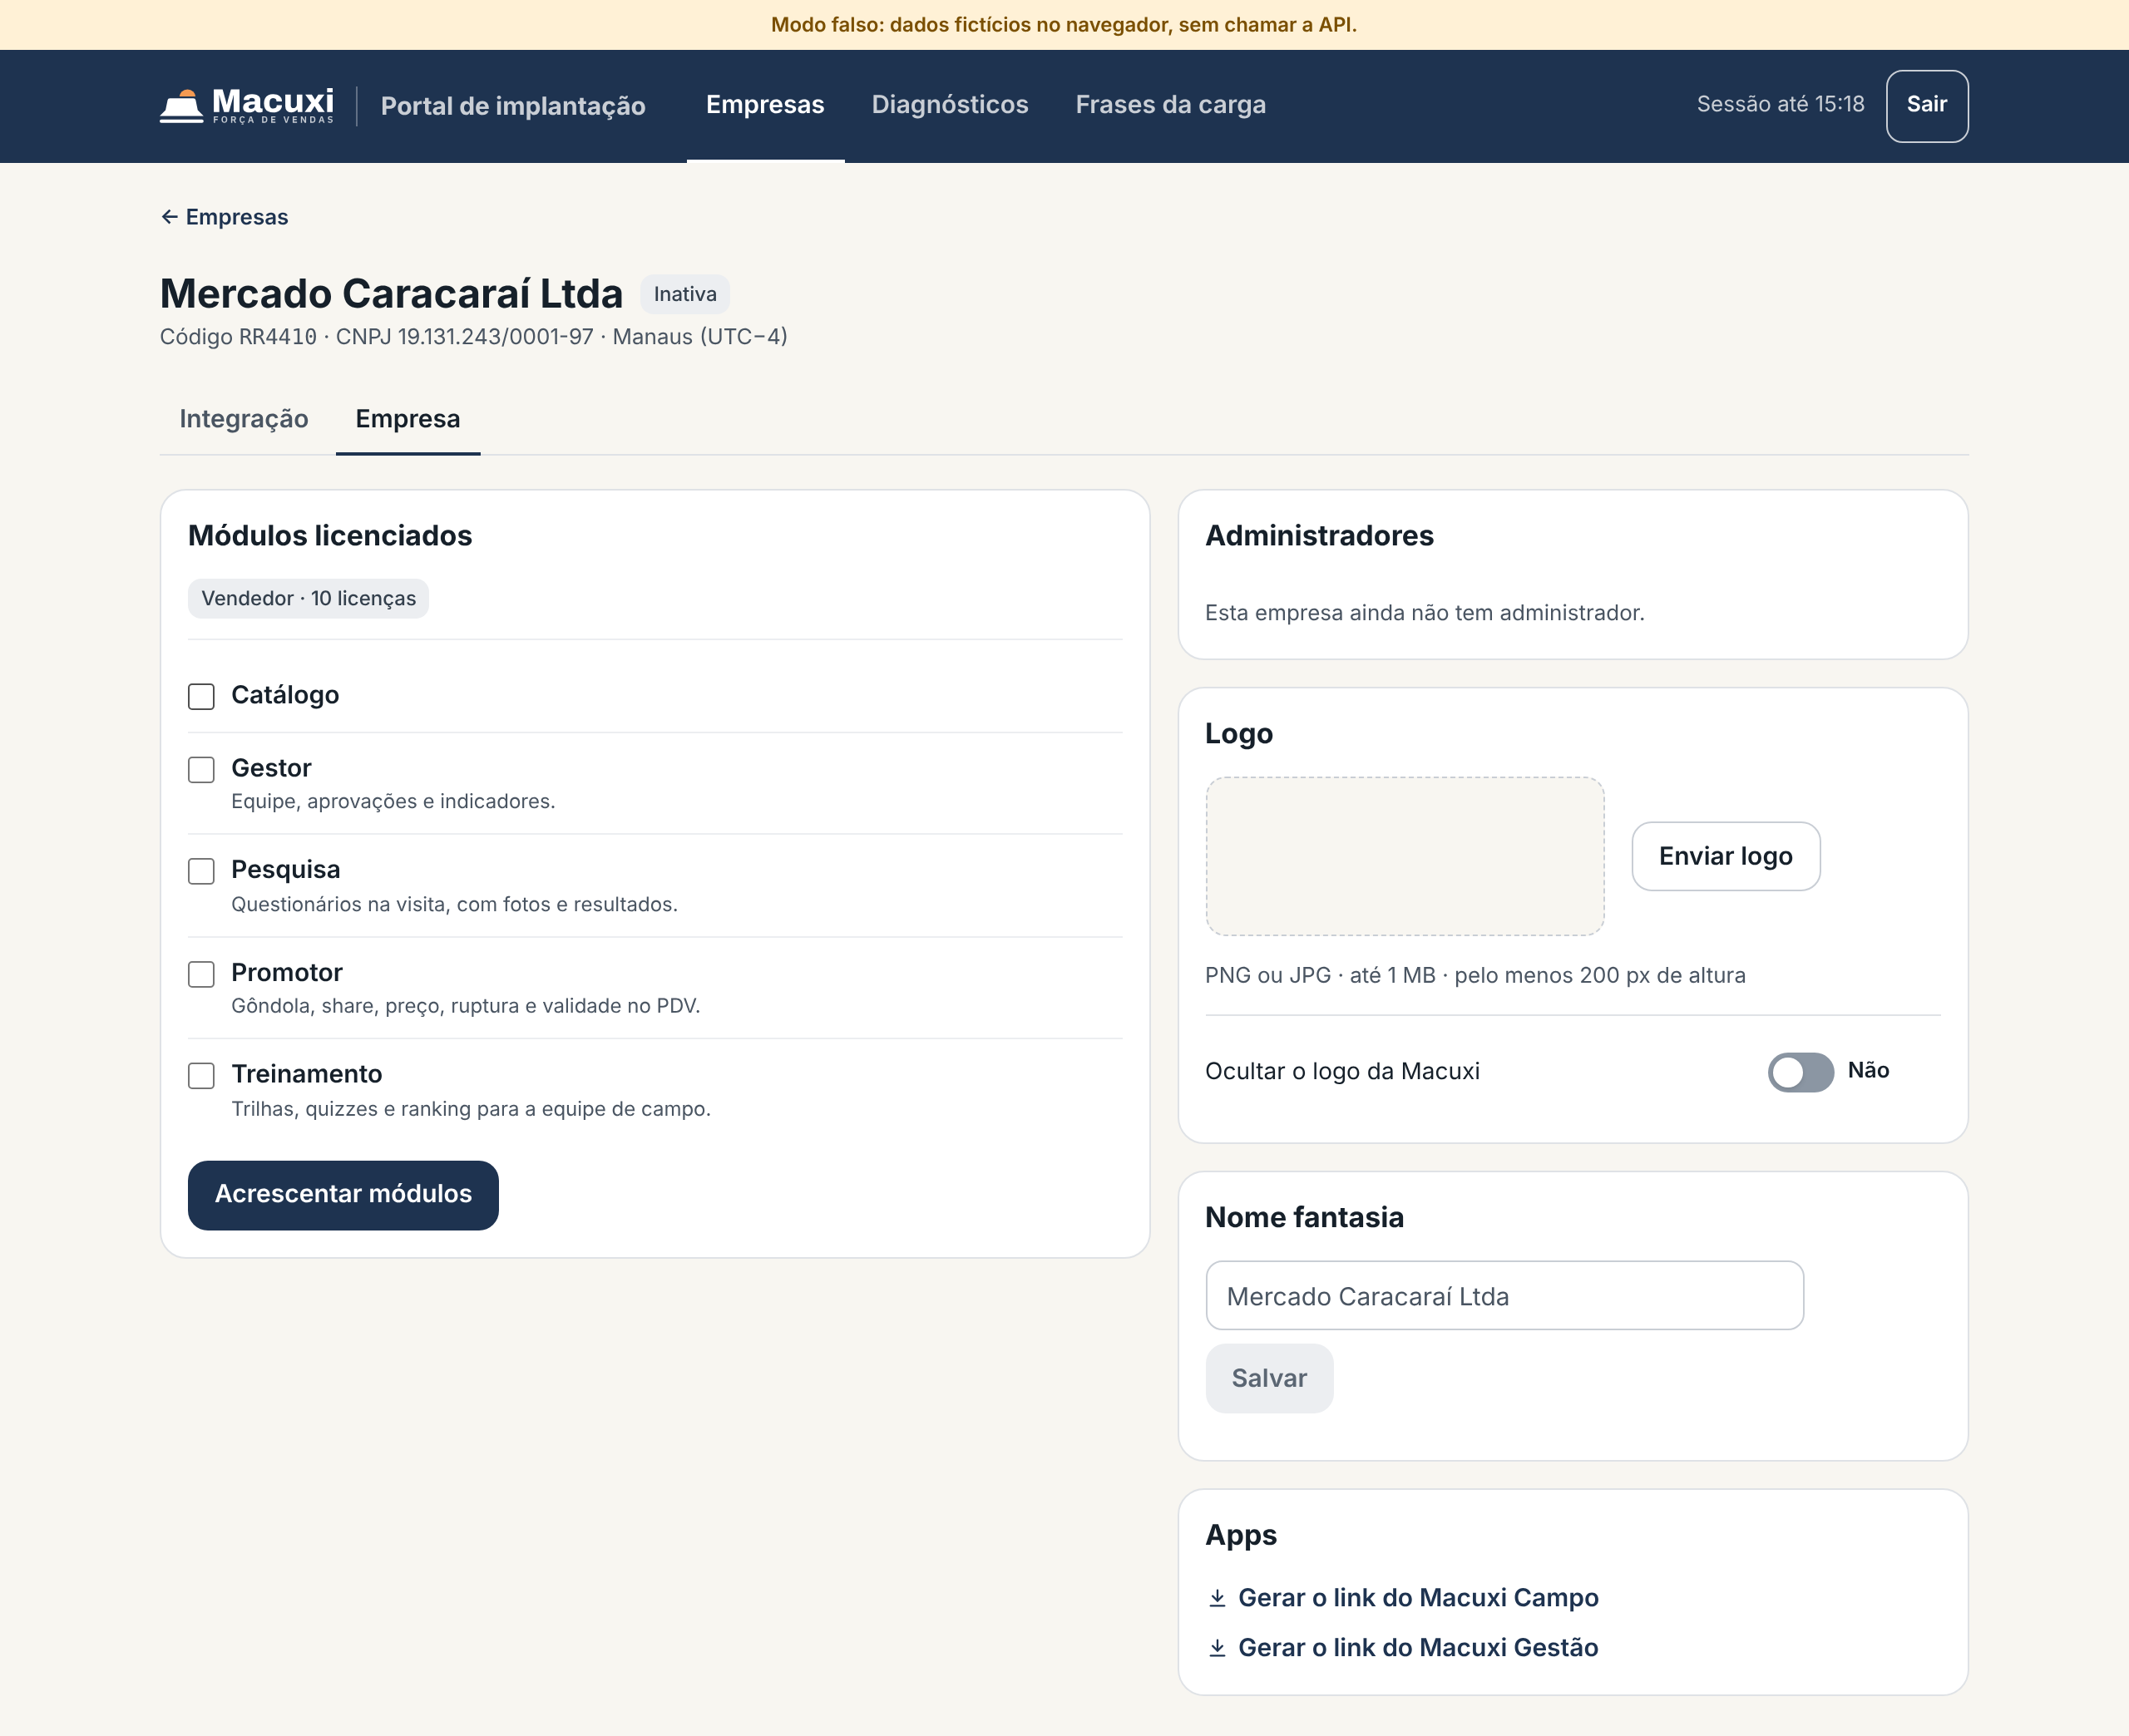 Modo falso: dados fictícios no navegador, sem chamar a API.
Macuxi
FORÇA DE VENDAS
Portal de implantação
Empresas
Diagnósticos
Frases da carga
Sessão até 15:18
Sair
← Empresas
Mercado Caracaraí Ltda
Inativa
Código RR4410 · CNPJ 19.131.243/0001-97 · Manaus (UTC−4)
Integração
Empresa
Módulos licenciados
Vendedor · 10 licenças
Catálogo
Gestor
Equipe, aprovações e indicadores.
Pesquisa
Questionários na visita, com fotos e resultados.
Promotor
Gôndola, share, preço, ruptura e validade no PDV.
Treinamento
Trilhas, quizzes e ranking para a equipe de campo.
Acrescentar módulos
Administradores
Esta empresa ainda não tem administrador.
Logo
Enviar logo
PNG ou JPG · até 1 MB · pelo menos 200 px de altura
Ocultar o logo da Macuxi
Não
Nome fantasia
Mercado Caracaraí Ltda
Salvar
Apps
Gerar o link do Macuxi Campo
Gerar o link do Macuxi Gestão